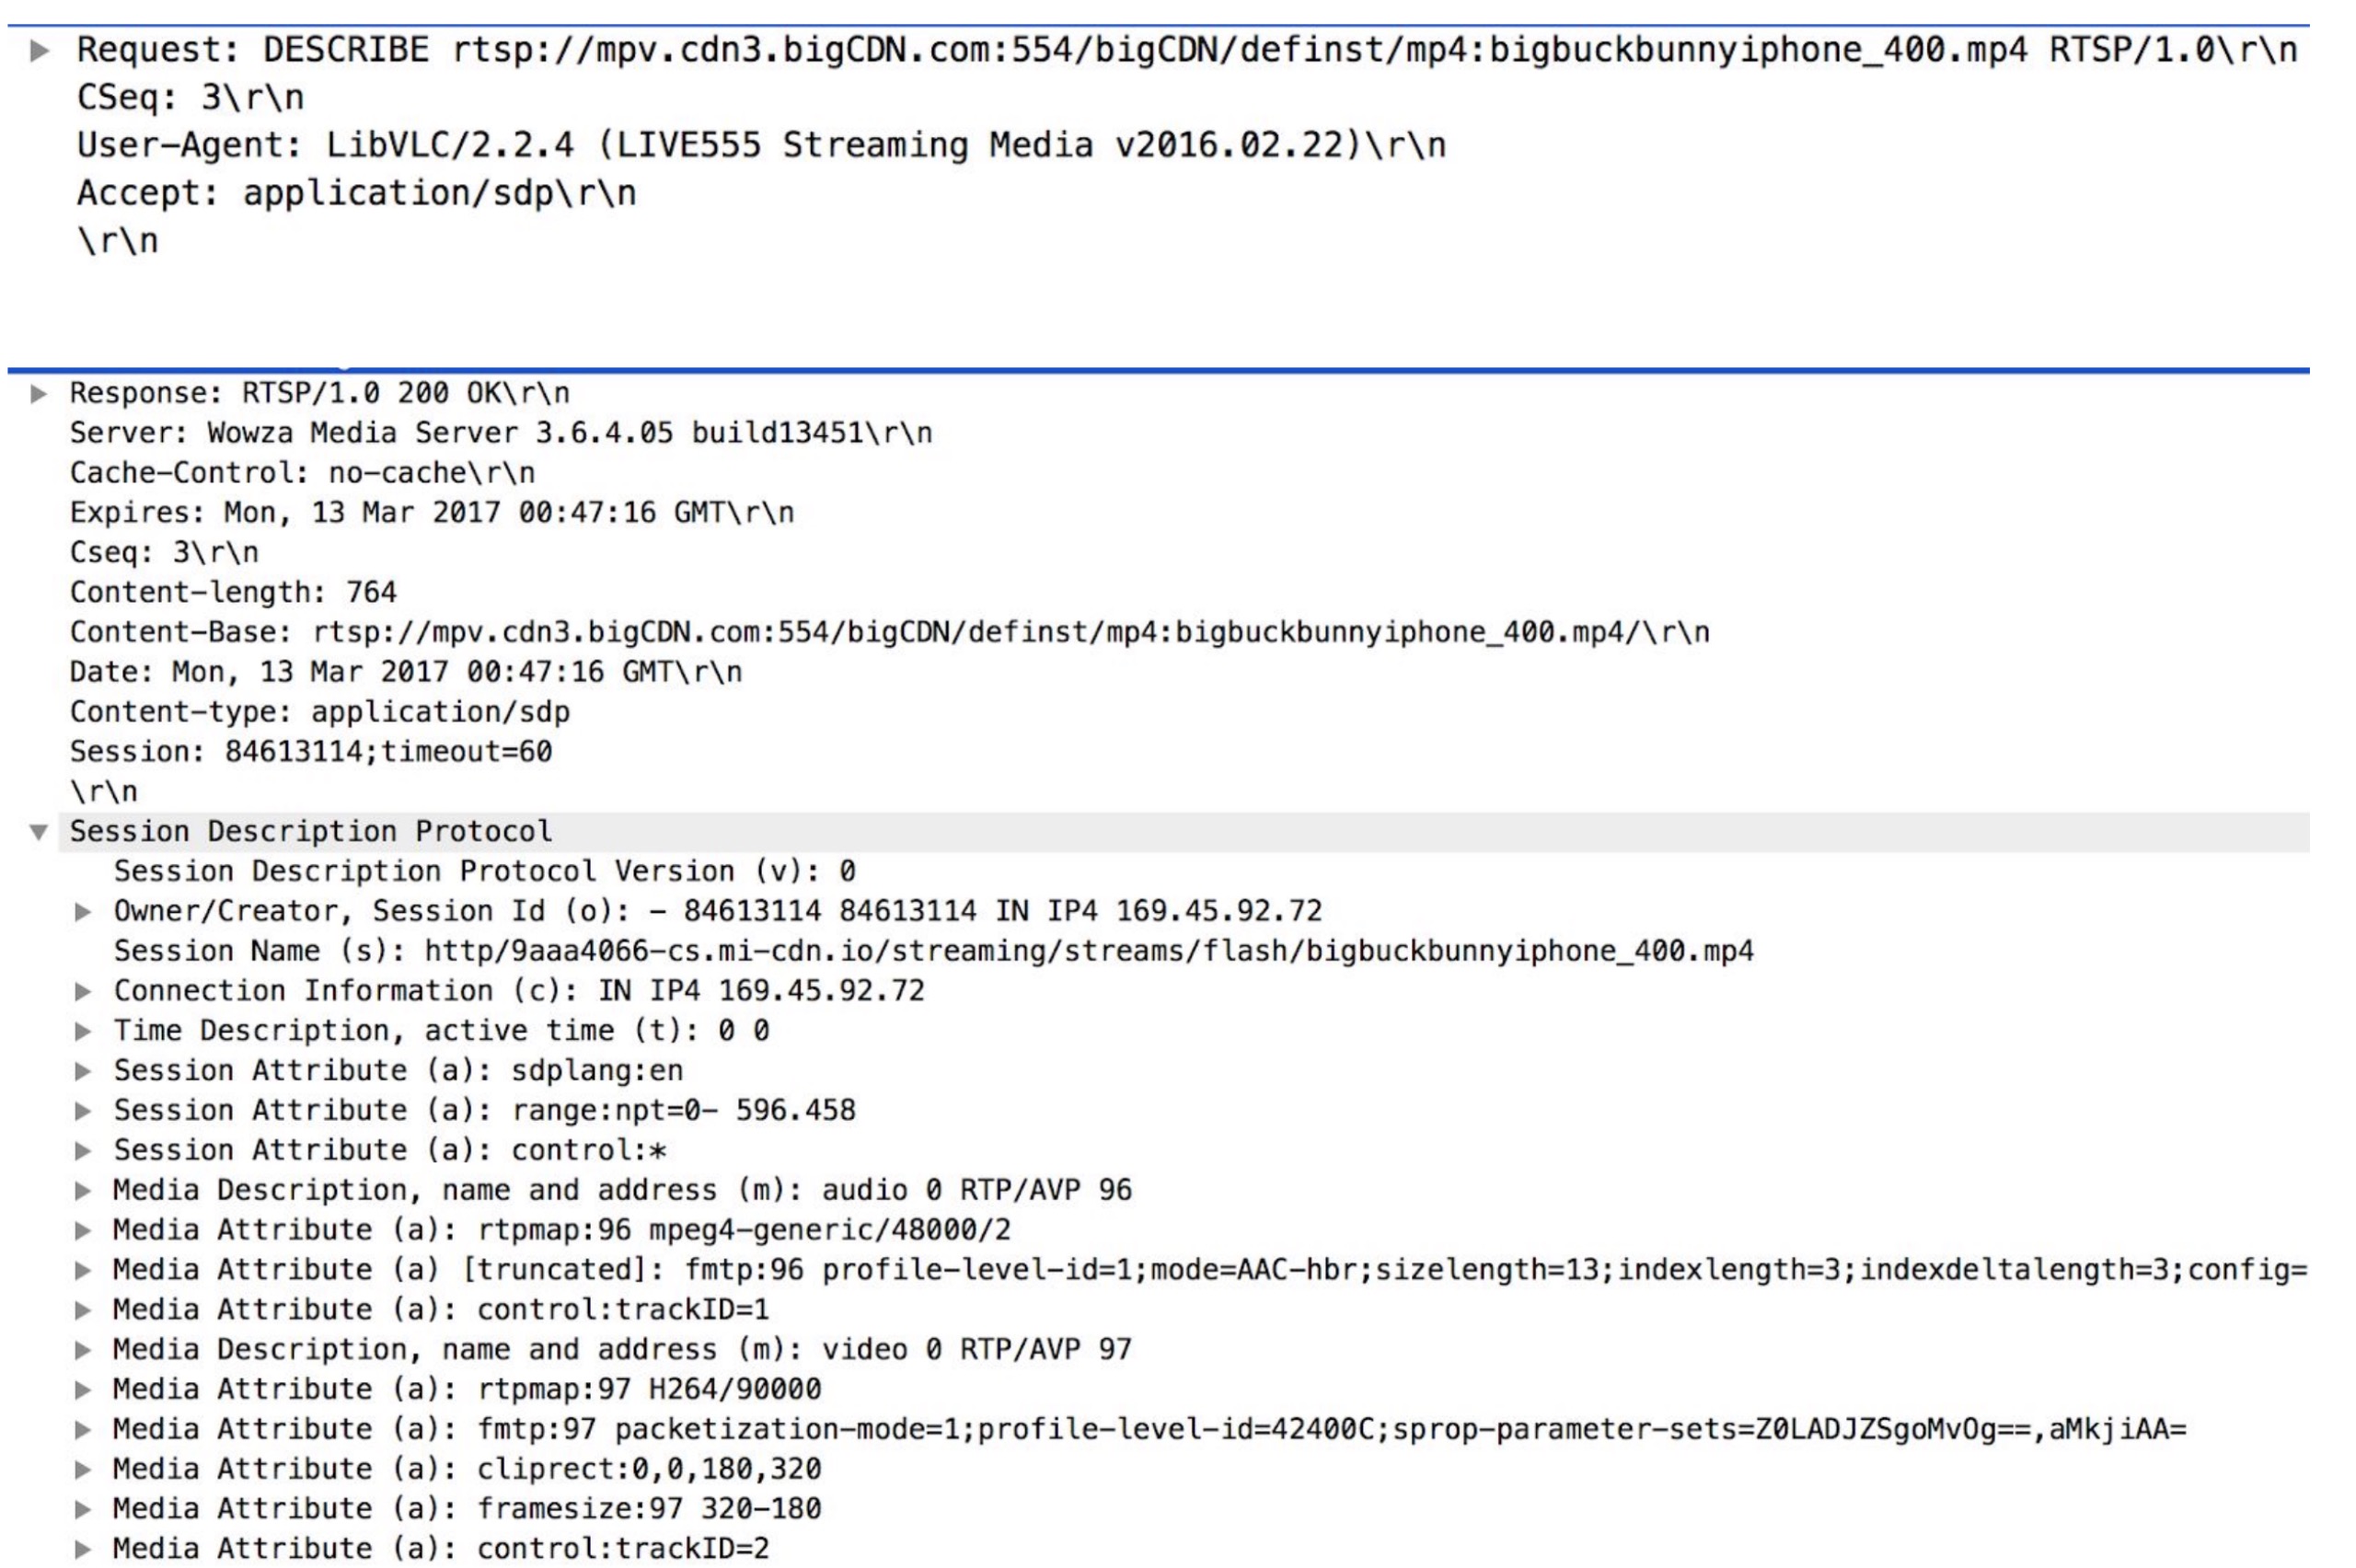 Request: DESCRIBE rtsp://mpv.cdn3.bigCDN.com:554/bigCDN/definst/mp4:bigbuckbunnyiphone_400.mp4 RTSP/1.0\r\n
CSeq: 3\r\n
User-Agent: LibVLC/2.2.4 (LIVE555 Streaming Media v2016.02.22)\r\n
Accept: application/sdp\r\n
\r\n
Response: RTSP/1.0 200 OK\r\n
Server: Wowza Media Server 3.6.4.05 build13451\r\n
Cache-Control: no-cache\r\n
Expires: Mon, 13 Mar 2017 00:47:16 GMT\r\n
Cseq: 3\r\n
Content-length: 764
Content-Base: rtsp://mpv.cdn3.bigCDN.com:554/bigCDN/definst/mp4:bigbuckbunnyiphone_400.mp4/\r\n
Date: Mon, 13 Mar 2017 00:47:16 GMT\r\n
Content-type: application/sdp
Session: 84613114;timeout=60
\r\n
Session Description Protocol
Session Description Protocol Version (v): 0
Owner/Creator, Session Id (o): - 84613114 84613114 IN IP4 169.45.92.72
Session Name (s): http/9aaa4066-cs.mi-cdn.io/streaming/streams/flash/bigbuckbunnyiphone_400.mp4
Connection Information (c): IN IP4 169.45.92.72
Time Description, active time (t): 0 0
Session Attribute (a): sdplang:en
Session Attribute (a): range:npt=0- 596.458
Session Attribute (a): control:*
Media Description, name and address (m): audio 0 RTP/AVP 96
Media Attribute (a): rtpmap:96 mpeg4-generic/48000/2
Media Attribute (a) [truncated]: fmtp:96 profile-level-id=1;mode=AAC-hbr;sizelength=13;indexlength=3;indexdeltalength=3;config=
Media Attribute (a): control:trackID=1
Media Description, name and address (m): video 0 RTP/AVP 97
Media Attribute (a): rtpmap:97 H264/90000
Media Attribute (a): fmtp:97 packetization-mode=1;profile-level-id=42400C;sprop-parameter-sets=Z0LADJZSgoMvOg==,aMkjiAA=
Media Attribute (a): cliprect:0,0,180,320
Media Attribute (a): framesize:97 320-180
Media Attribute (a): control:trackID=2